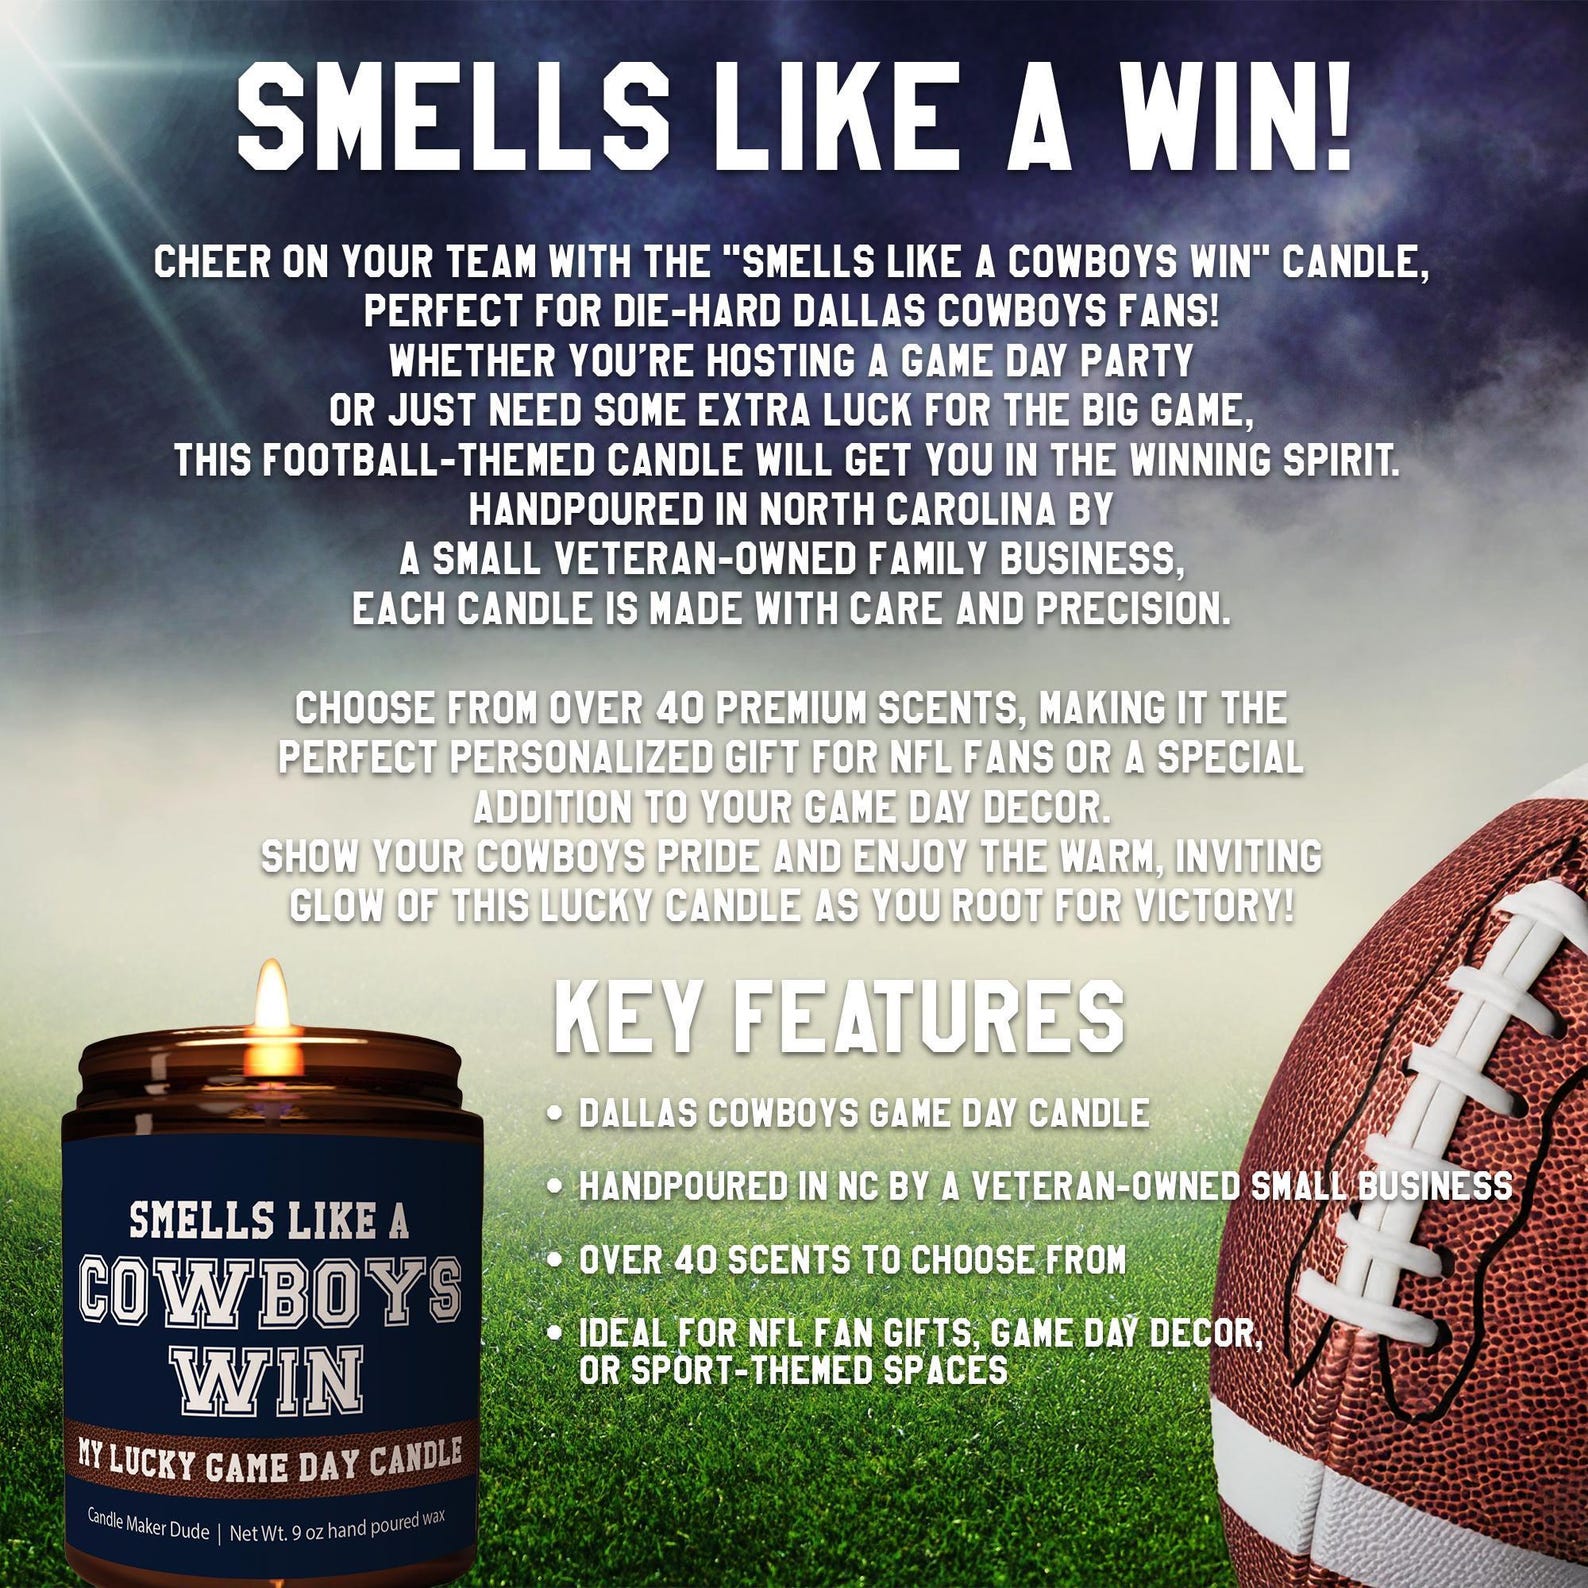 SMELLS LIKE A WIN!
CHEER ON YOUR TEAM WITH THE "SMELLS LIKE A COWBOYS WIN" CANDLE,
PERFECT FOR DIE-HARD DALLAS COWBOYS FANS!
WHETHER YOU'RE HOSTING A GAME DAY PARTY
OR JUST NEED SOME EXTRA LUCK FOR THE BIG GAME,
THIS FOOTBALL-THEMED CANDLE WILL GET YOU IN THE WINNING SPIRIT.
HANDPOURED IN NORTH CAROLINA BY
A SMALL VETERAN-OWNED FAMILY BUSINESS,
EACH CANDLE IS MADE WITH CARE AND PRECISION.
CHOOSE FROM OVER 40 PREMIUM SCENTS, MAKING IT THE
PERFECT PERSONALIZED GIFT FOR NFL FANS OR A SPECIAL
ADDITION TO YOUR GAME DAY DECOR.
SHOW YOUR COWBOYS PRIDE AND ENJOY THE WARM, INVITING
GLOW OF THIS LUCKY CANDLE AS YOU ROOT FOR VICTORY!
KEY FEATURES
• DALLAS COWBOYS GAME DAY CANDLE
• HANDPOURED IN NC BY A VETERAN-OWNED SMALL BUSINESS
• OVER 40 SCENTS TO CHOOSE FROM
• IDEAL FOR NFL FAN GIFTS, GAME DAY DECOR,
OR SPORT-THEMED SPACES
SMELLS LIKE A
COWBOYS
WIN
MY LUCKY GAME DAY CANDLE
Candle Maker Dude | Net Wt. 9 oz hand poured wax